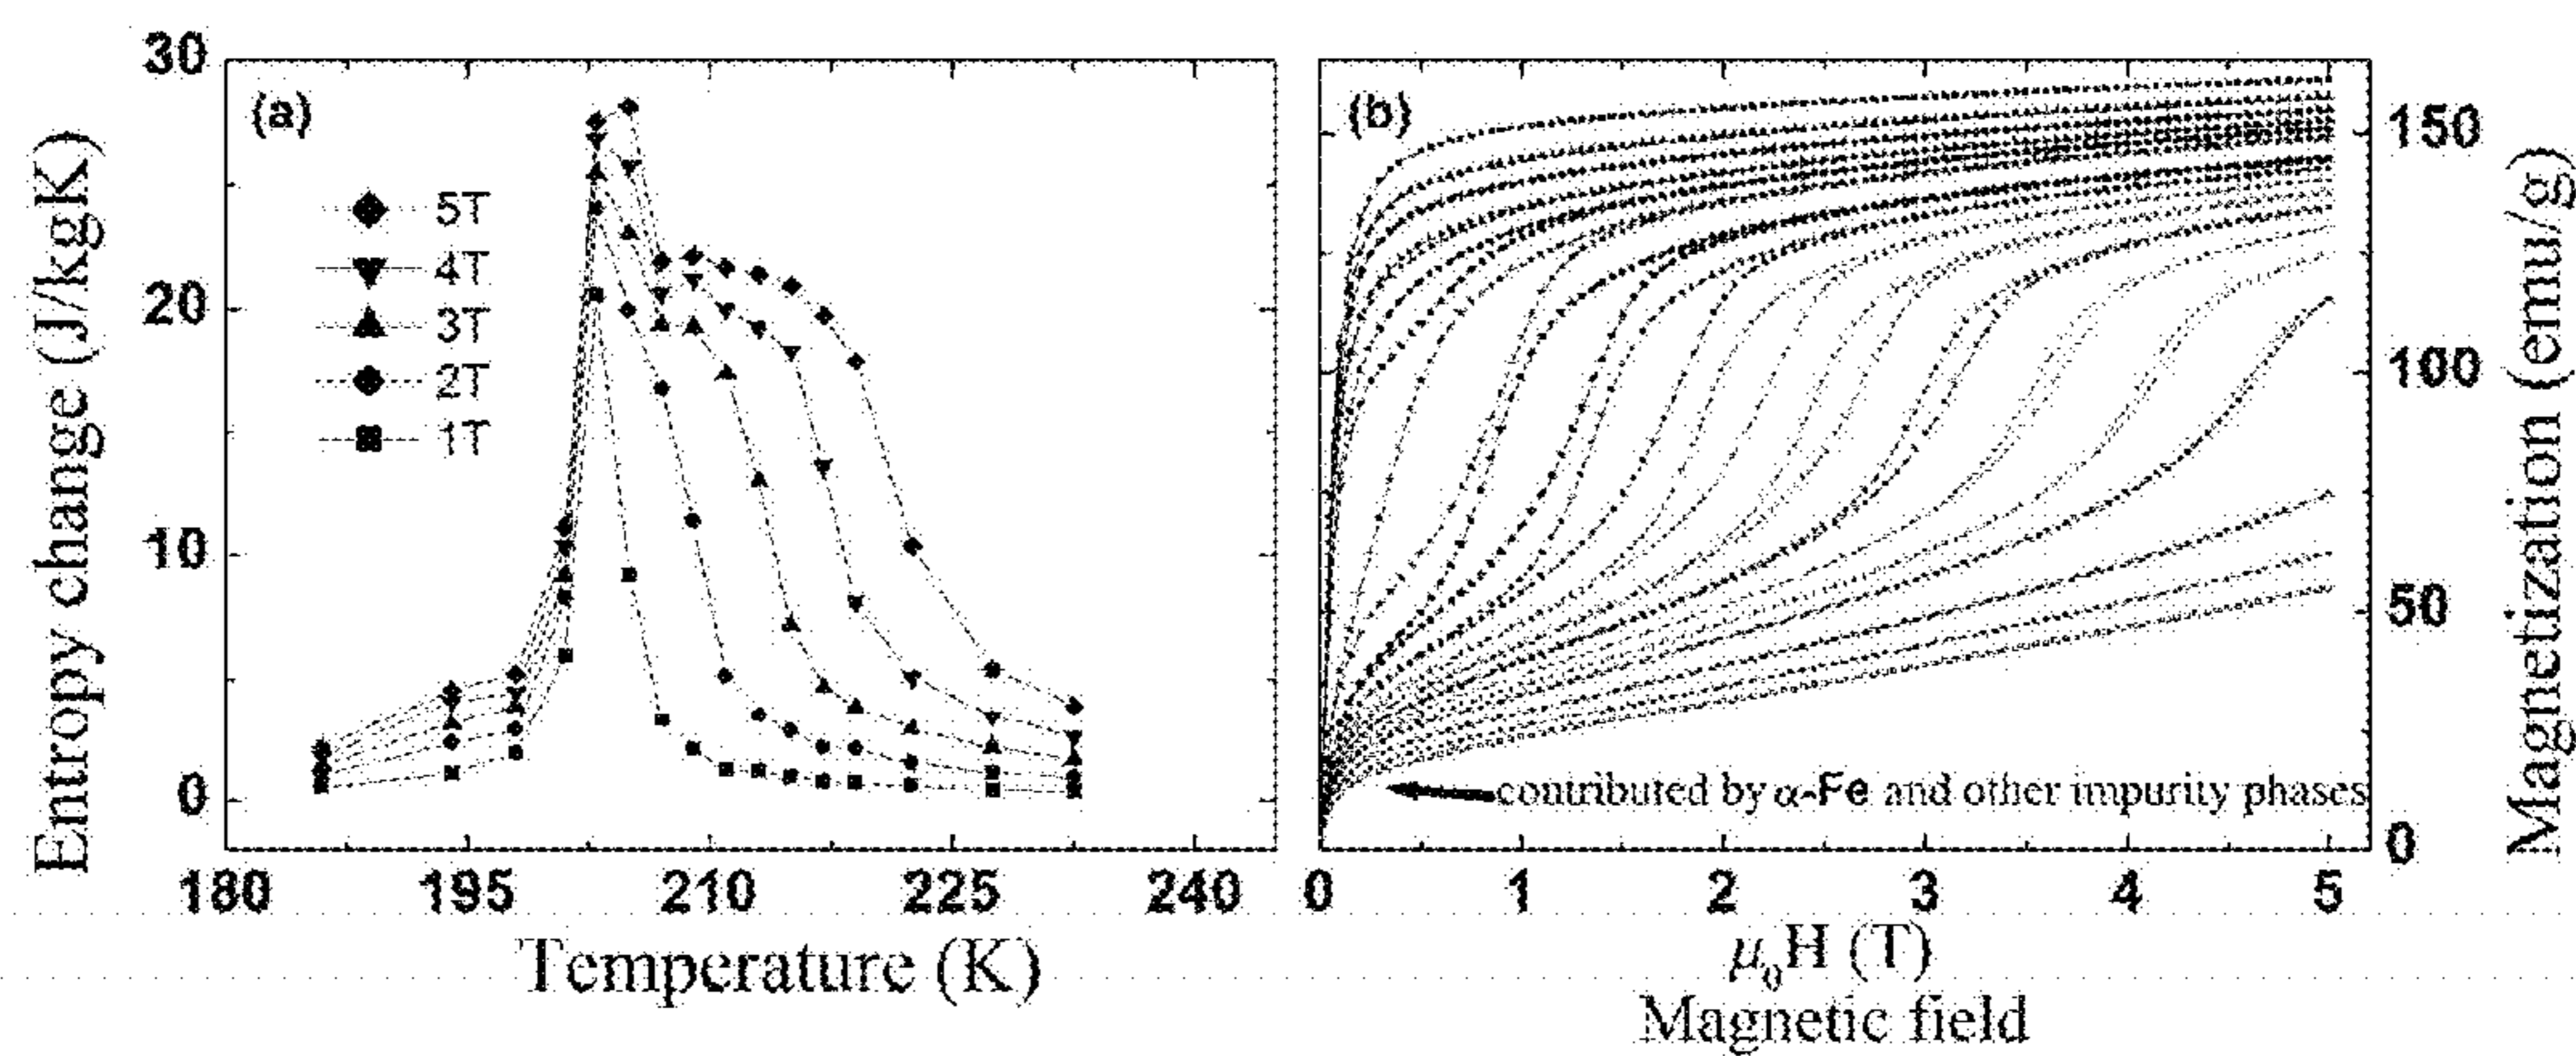 30
20
10
0
Entropy change (J/kgK)
(a)
5T
4T
3T
2T
1T
180 195 210 225 240
Temperature (K)
(b)
contributed by α-Fe and other impurity phases
150
100
50
0
Magnetization (emu/g)
0 1 2 3 4 5
μ₀H (T)
Magnetic field